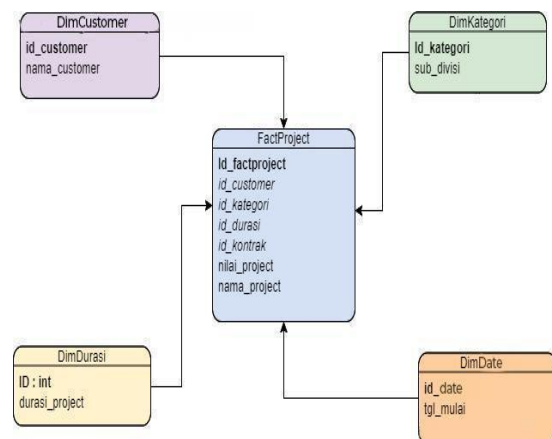 DimCustomer
id_customer
nama_customer
DimKategori
Id_kategori
sub_divisi
FactProject
Id_factproject
id_customer
id_kategori
id_durasi
id_kontrak
nilai_project
nama_project
DimDurasi
ID : int
durasi_project
DimDate
id_date
tgl_mulai